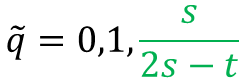 q̃ = 0,1, s/(2s − t)